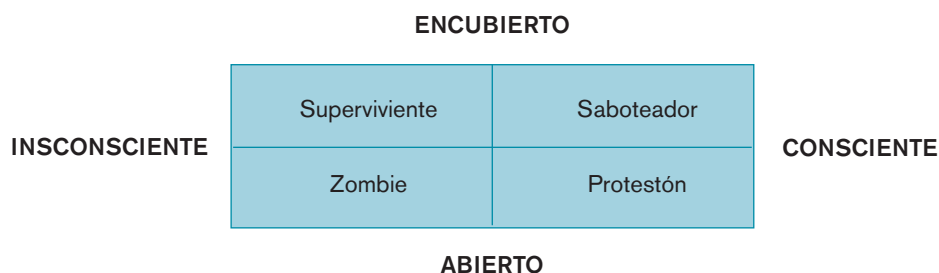 ENCUBIERTO
Superviviente Saboteador
INSCONSCIENTE CONSCIENTE
Zombie Protestón
ABIERTO